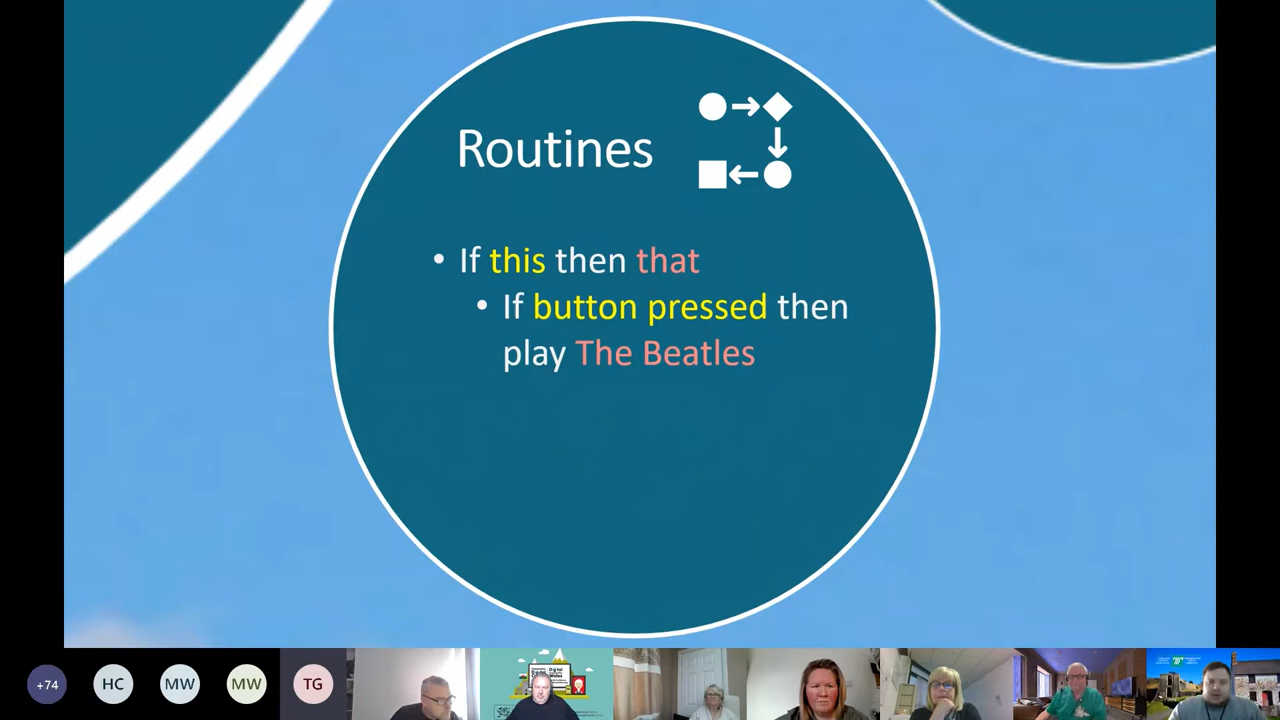 Routines
• If this then that
• If button pressed then
play The Beatles
+74
HC
MW
MW
TG